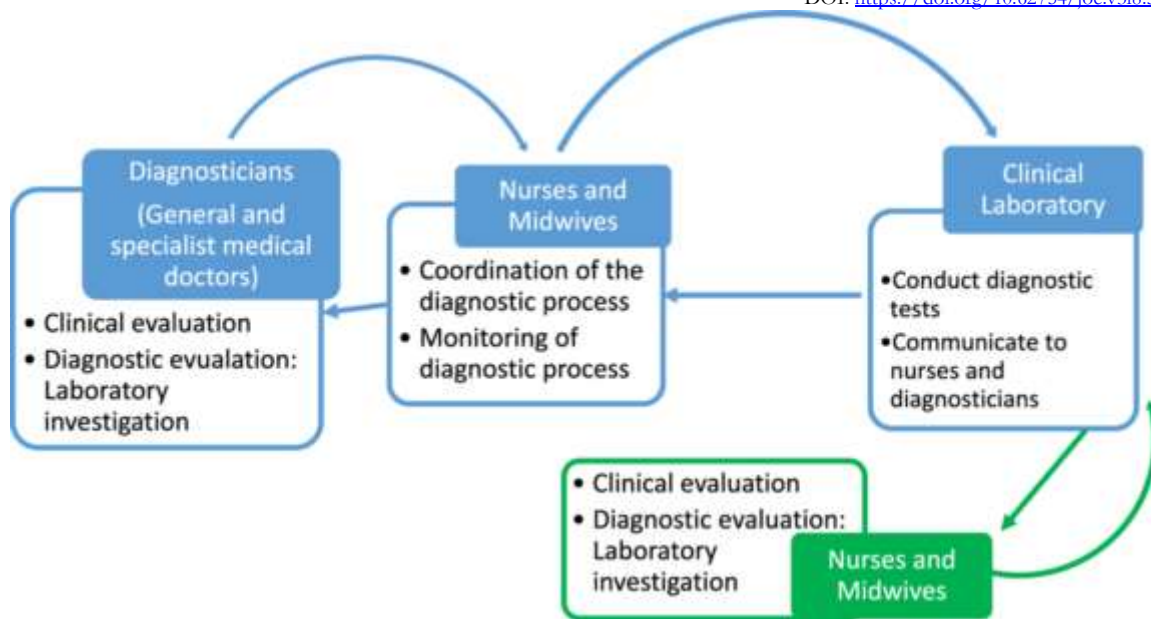 Diagnosticians
(General and
specialist medical
doctors)
• Clinical evaluation
• Diagnostic evualation:
Laboratory
investigation
Nurses and
Midwives
• Coordination of the
diagnostic process
• Monitoring of
diagnostic process
Clinical
Laboratory
•Conduct diagnostic
tests
•Communicate to
nurses and
diagnosticians
• Clinical evaluation
• Diagnostic evaluation:
Laboratory
investigation
Nurses and
Midwives